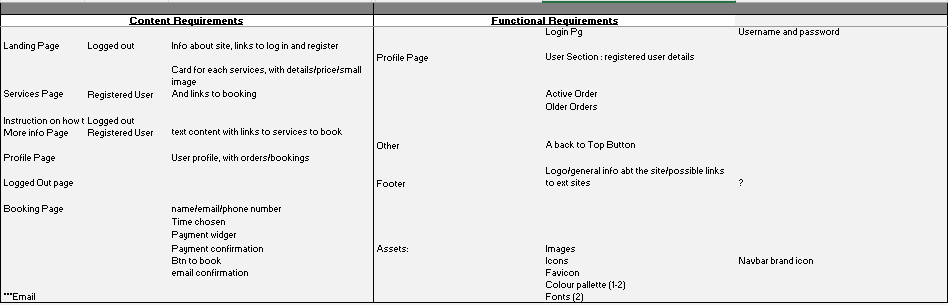 Content Requirements
Functional Requirements
Login Pg
Username and password
Landing Page
Logged out
Info about site, links to log in and register
Profile Page
User Section : registered user details
Card for each services, with details/price/small
image
Services Page
Registered User
And links to booking
Active Order
Older Orders
Instruction on how t
Logged out
More info Page
Registered User
text content with links to services to book
Other
A back to Top Button
Profile Page
User profile, with orders/bookings
Logo/general info abt the site/possible links
to ext sites
Logged Out page
Footer
?
Booking Page
name/email/phone number
Time chosen
Payment widger
Payment confirmation
Assets:
Images
Btn to book
Icons
Navbar brand icon
email confirmation
Favicon
Colour pallette (1-2)
***Email
Fonts (2)